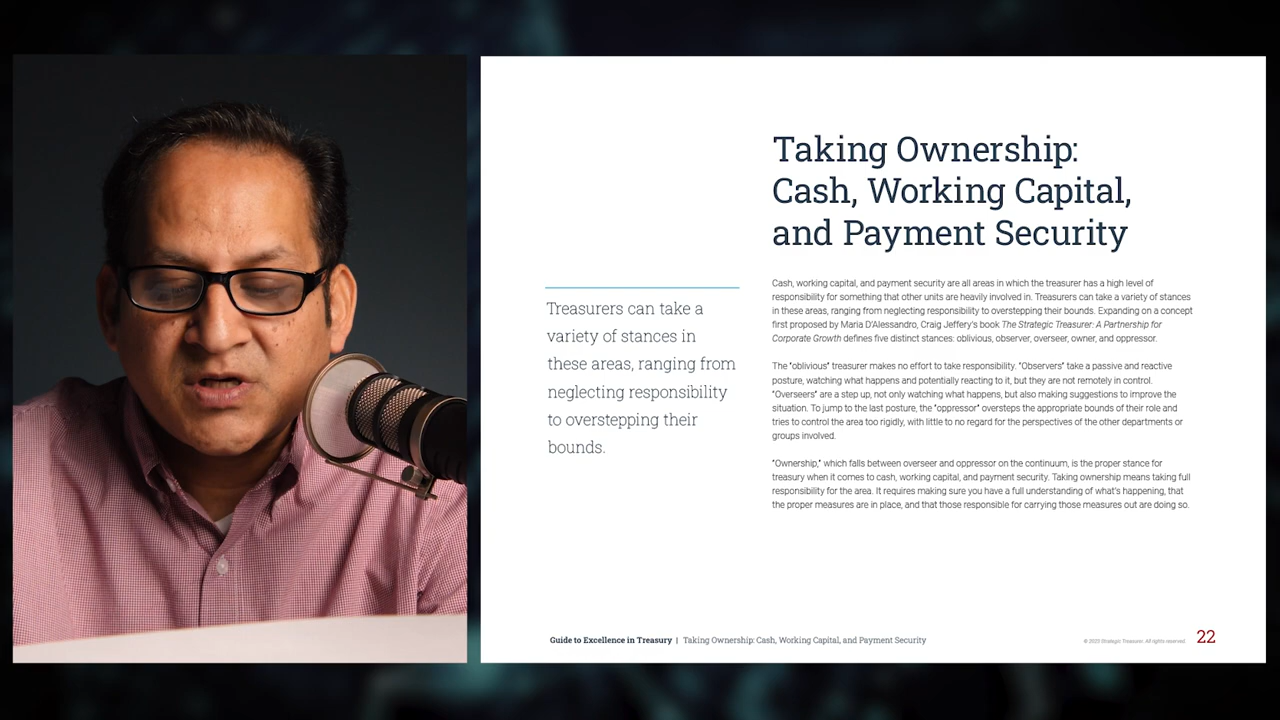 Taking Ownership:
Cash, Working Capital,
and Payment Security
Treasurers can take a
variety of stances in
these areas, ranging from
neglecting responsibility
to overstepping their
bounds.
Cash, working capital, and payment security are all areas in which the treasurer has a high level of
responsibility for something that other units are heavily involved in. Treasurers can take a variety of stances
in these areas, ranging from neglecting responsibility to overstepping their bounds. Expanding on a concept
first proposed by Maria D'Alessandro, Craig Jeffery's book The Strategic Treasurer: A Partnership for
Corporate Growth defines five distinct stances: oblivious, observer, overseer, owner, and oppressor.
The "oblivious" treasurer makes no effort to take responsibility. "Observers" take a passive and reactive
posture, watching what happens and potentially reacting to it, but they are not remotely in control.
"Overseers" are a step up, not only watching what happens, but also making suggestions to improve the
situation. To jump to the last posture, the "oppressor" oversteps the appropriate bounds of their role and
tries to control the area too rigidly, with little to no regard for the perspectives of the other departments or
groups involved.
"Ownership," which falls between overseer and oppressor on the continuum, is the proper stance for
treasury when it comes to cash, working capital, and payment security. Taking ownership means taking full
responsibility for the area. It requires making sure you have a full understanding of what's happening, that
the proper measures are in place, and that those responsible for carrying those measures out are doing so.
Guide to Excellence in Treasury | Taking Ownership: Cash, Working Capital, and Payment Security
© 2023 Strategic Treasurer. All rights reserved. 22